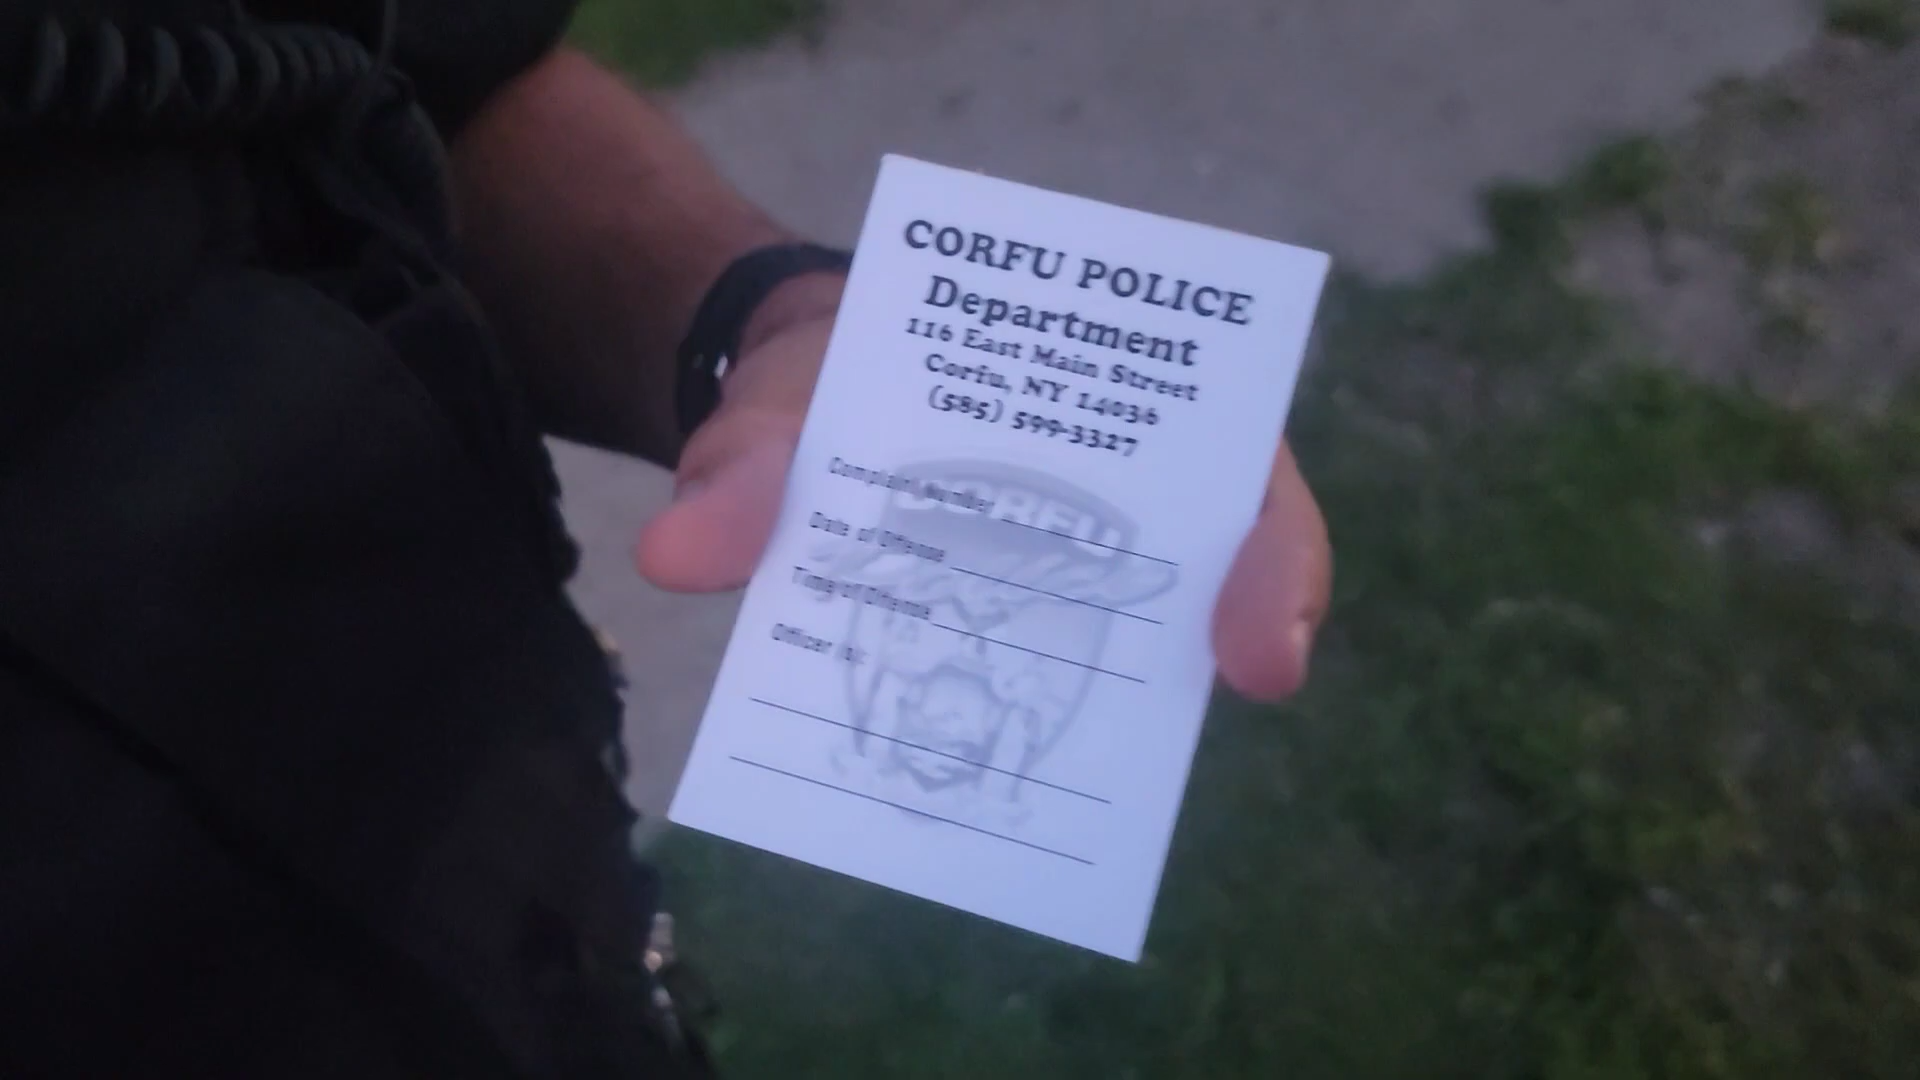 CORFU POLICE
Department
116 East Main Street
Corfu, NY 14036
(585) 599-3327
Complaint Number
Date of Offense
Time of Offense
Officer (s):
CORFU